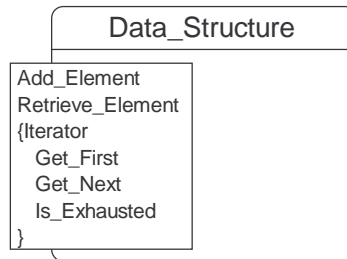 Data_Structure
Add_Element
Retrieve_Element
{Iterator
Get_First
Get_Next
Is_Exhausted
}